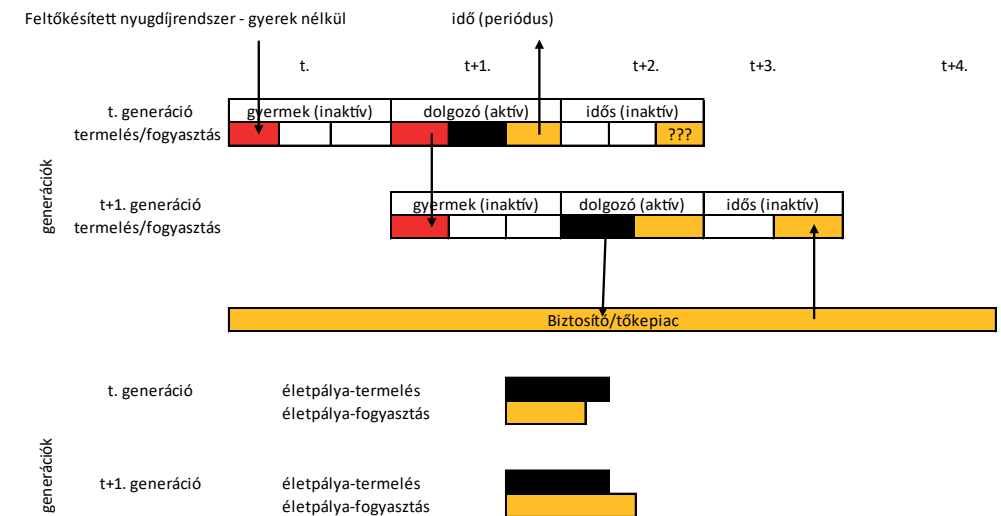 Feltőkésített nyugdíjrendszer - gyerek nélkül
idő (periódus)
t.
t+1.
t+2.
t+3.
t+4.
t. generáció
gyermek (inaktív)
dolgozó (aktív)
idős (inaktív)
termelés/fogyasztás
???
generációk
t+1. generáció
gyermek (inaktív)
dolgozó (aktív)
idős (inaktív)
termelés/fogyasztás
Biztosító/tőkepiac
t. generáció
életpálya-termelés
életpálya-fogyasztás
generációk
t+1. generáció
életpálya-termelés
életpálya-fogyasztás